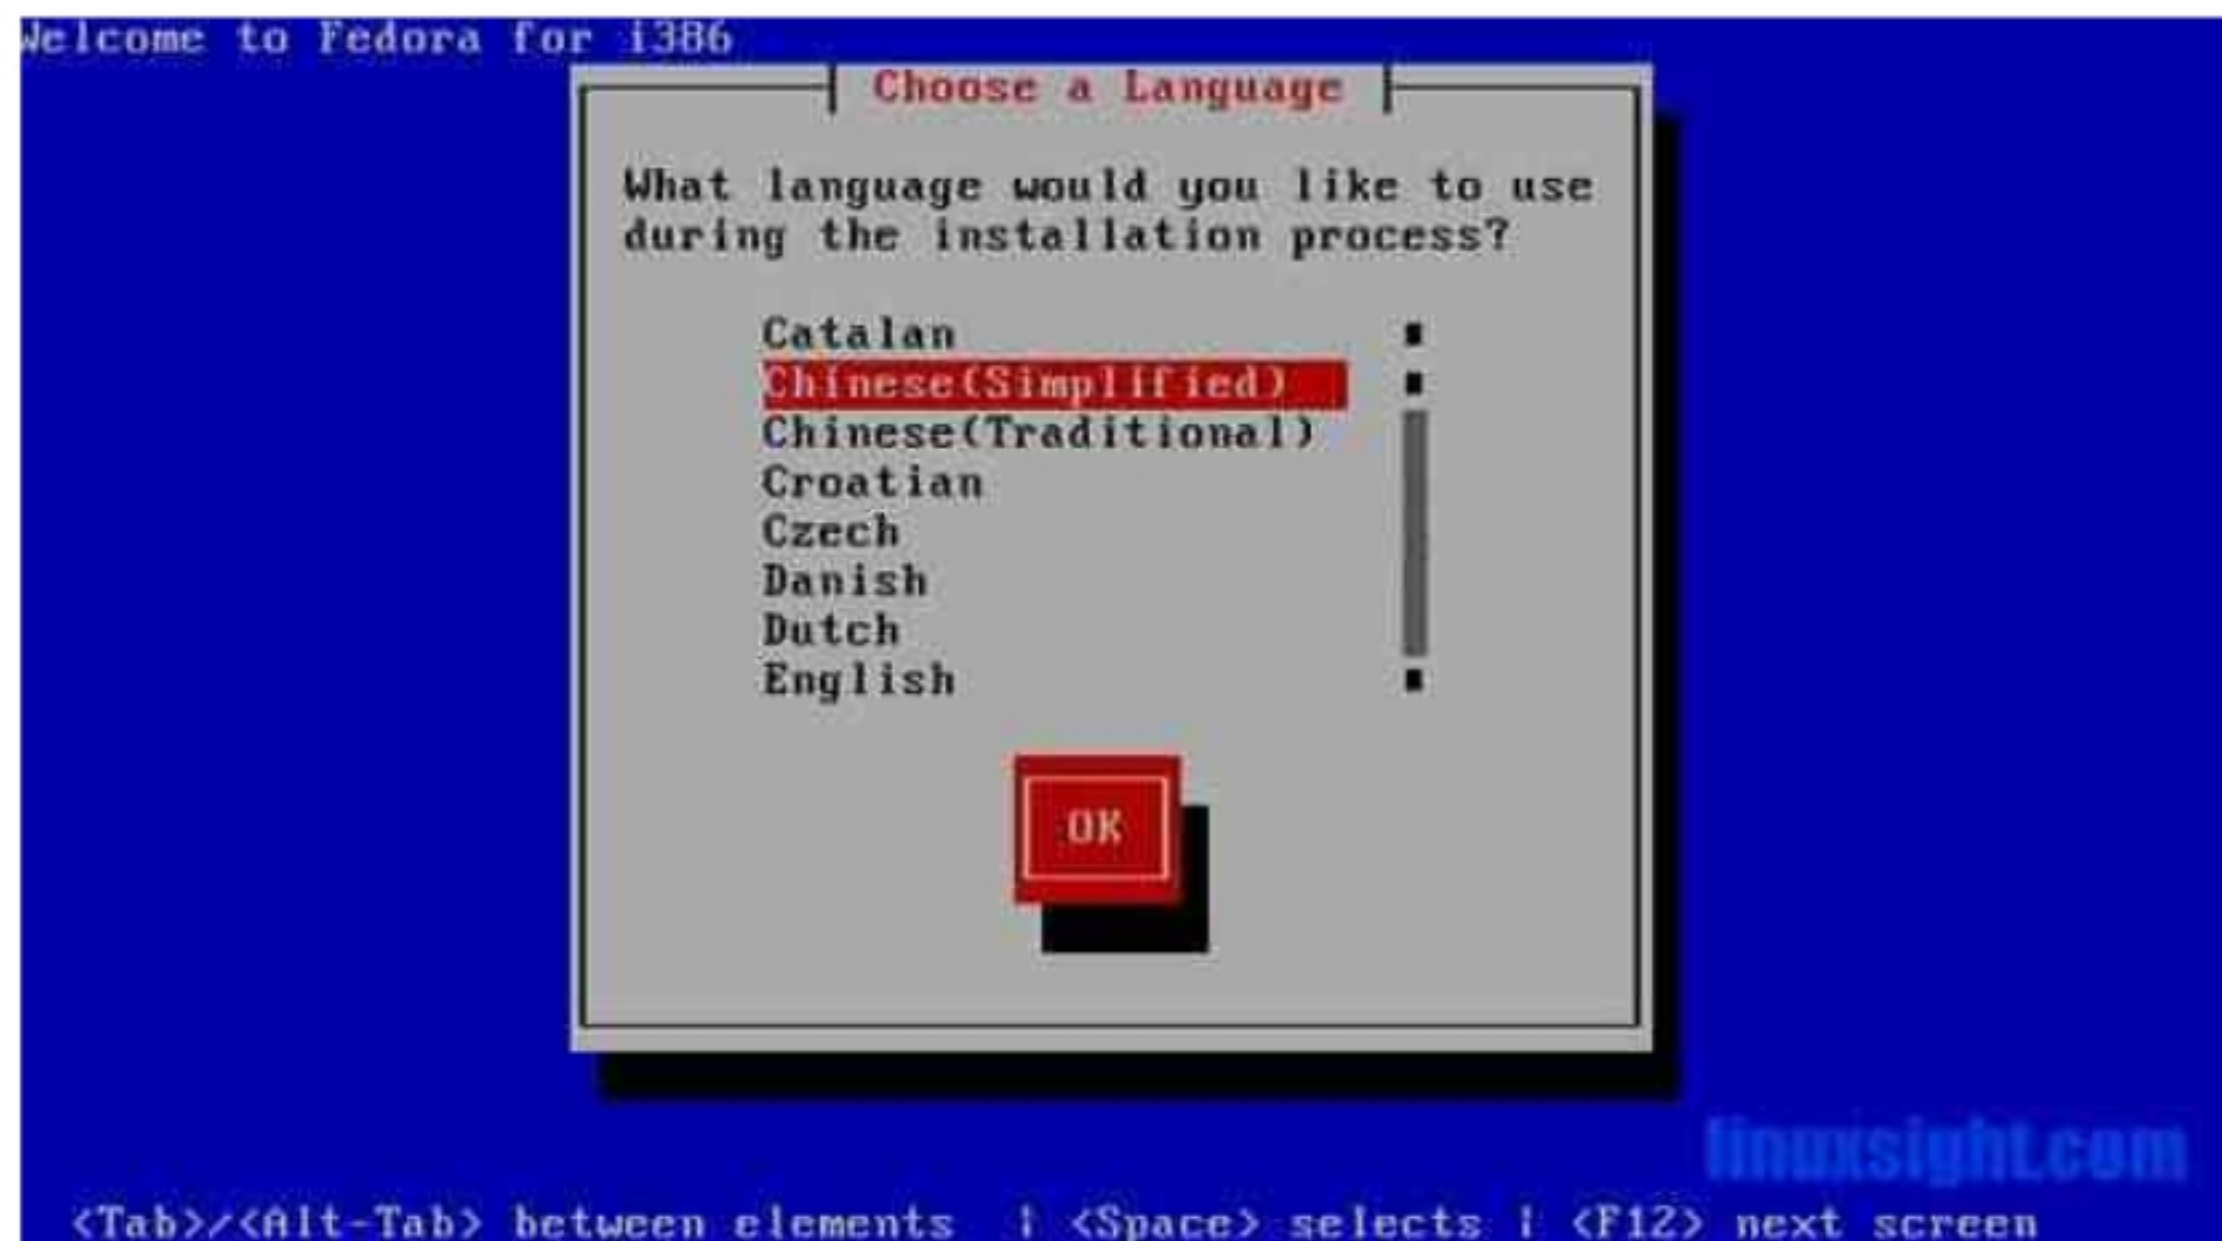 Welcome to Fedora for i386
Choose a Language
What language would you like to use
during the installation process?
Catalan
Chinese(Simplified)
Chinese(Traditional)
Croatian
Czech
Danish
Dutch
English
OK
linuxsight.com
<Tab>/<Alt-Tab> between elements | <Space> selects | <F12> next screen